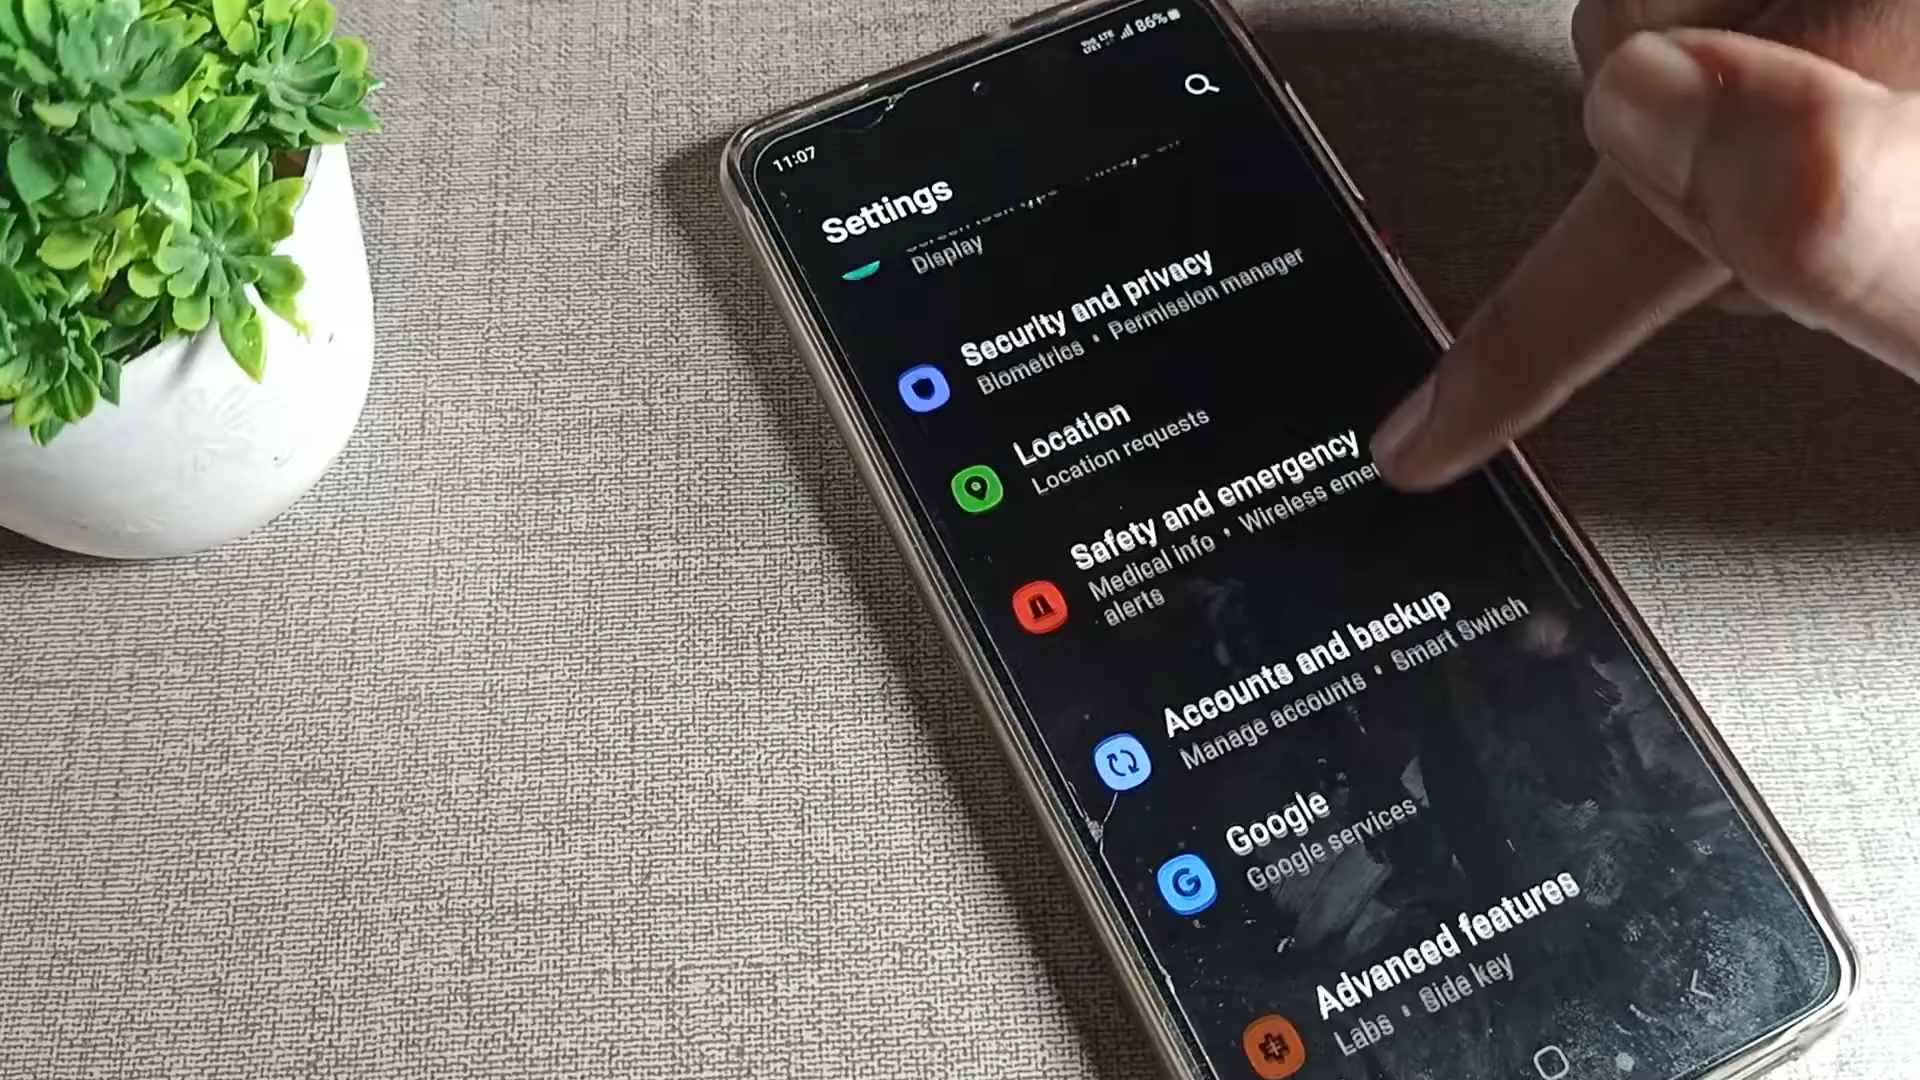 86%
11:07
Settings
Display
Security and privacy
Biometrics • Permission manager
Location
Location requests
Safety and emergency
Medical info • Wireless
alerts
Accounts and backup
Manage accounts • Smart Switch
Google
Google services
Advanced features
Labs • Side key